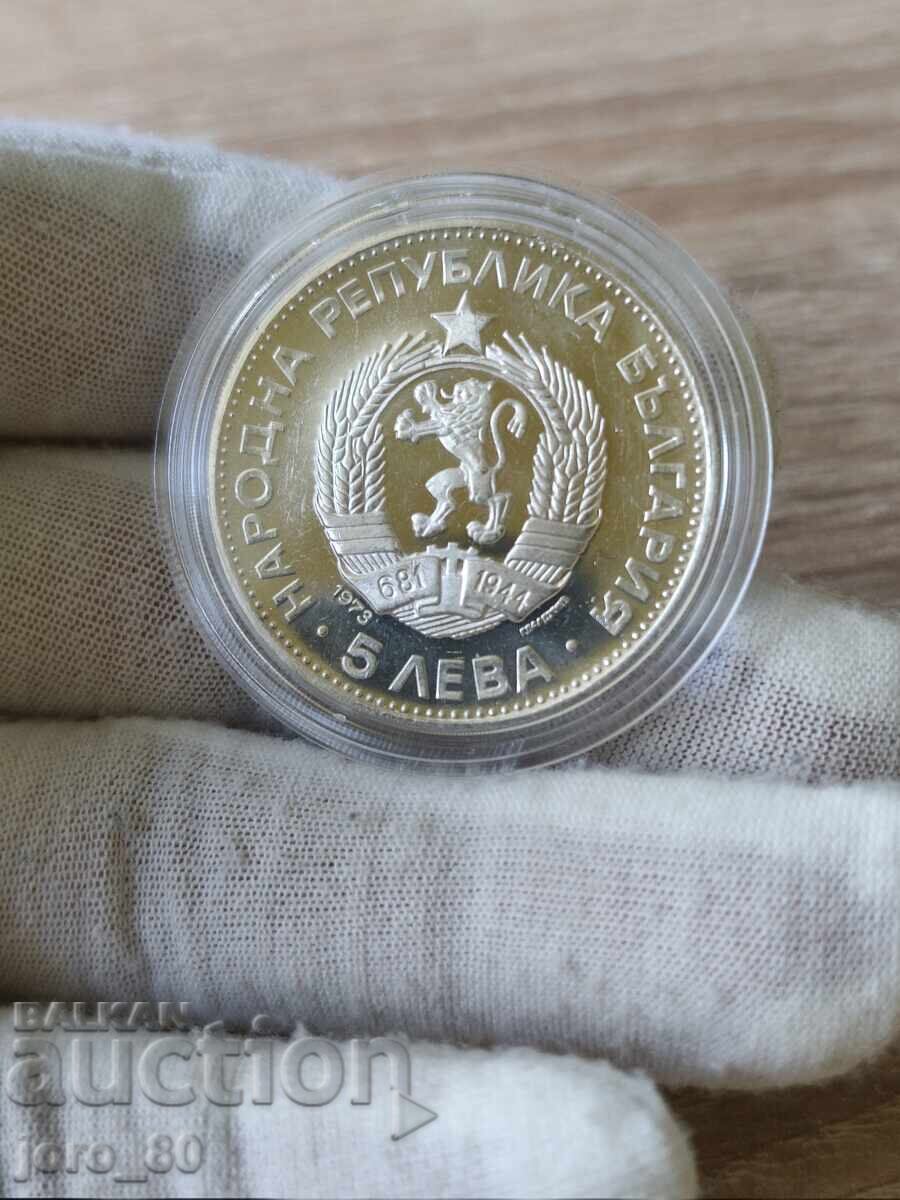 НАРОДНА РЕПУБЛИКА БЪЛГАРИЯ
681 1944
1973
· 5 ЛЕВА ·
BALKAN
auction
joro_80